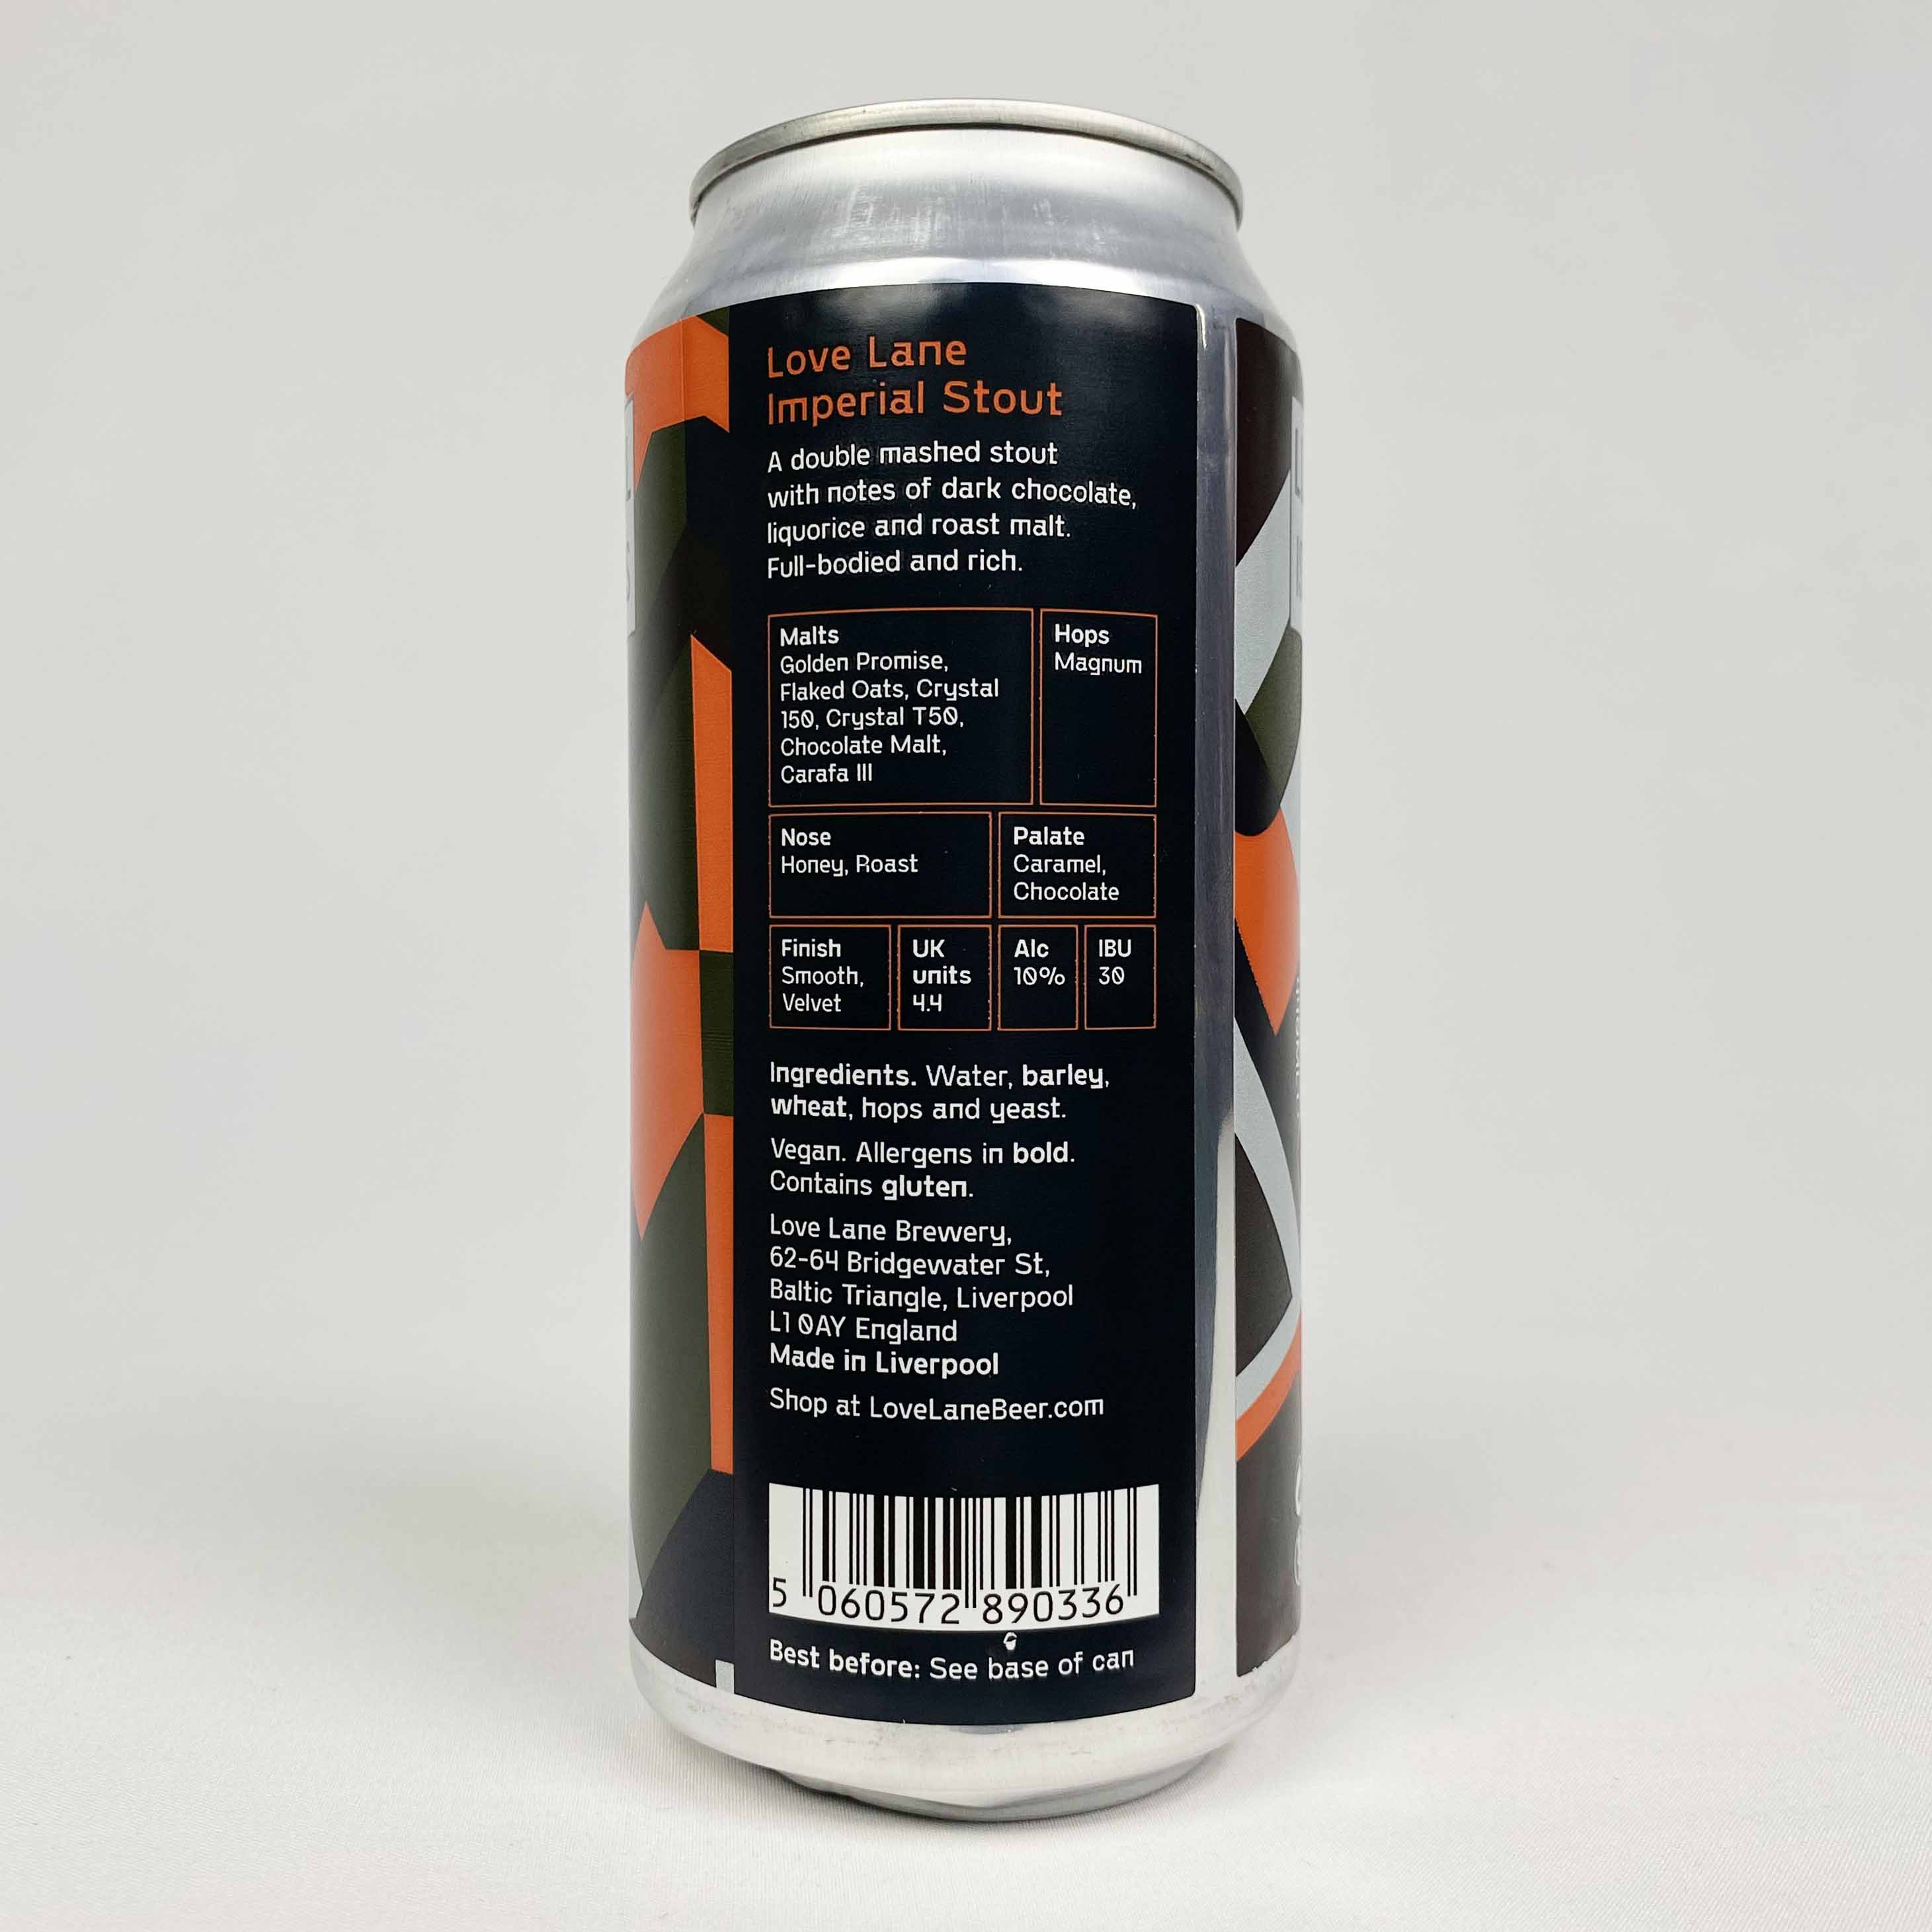 Love Lane
Imperial Stout
A double mashed stout
with notes of dark chocolate,
liquorice and roast malt.
Full-bodied and rich.
Malts
Golden Promise,
Flaked Oats, Crystal
150, Crystal T50,
Chocolate Malt,
Carafa III
Hops
Magnum
Nose
Honey, Roast
Palate
Caramel,
Chocolate
Finish
Smooth,
Velvet
UK
units
4.4
Alc
10%
IBU
30
Ingredients. Water, barley,
wheat, hops and yeast.
Vegan. Allergens in bold.
Contains gluten.
Love Lane Brewery,
62-64 Bridgewater St,
Baltic Triangle, Liverpool
L1 0AY England
Made in Liverpool
Shop at LoveLaneBeer.com
5 060572 890336
Best before: See base of can